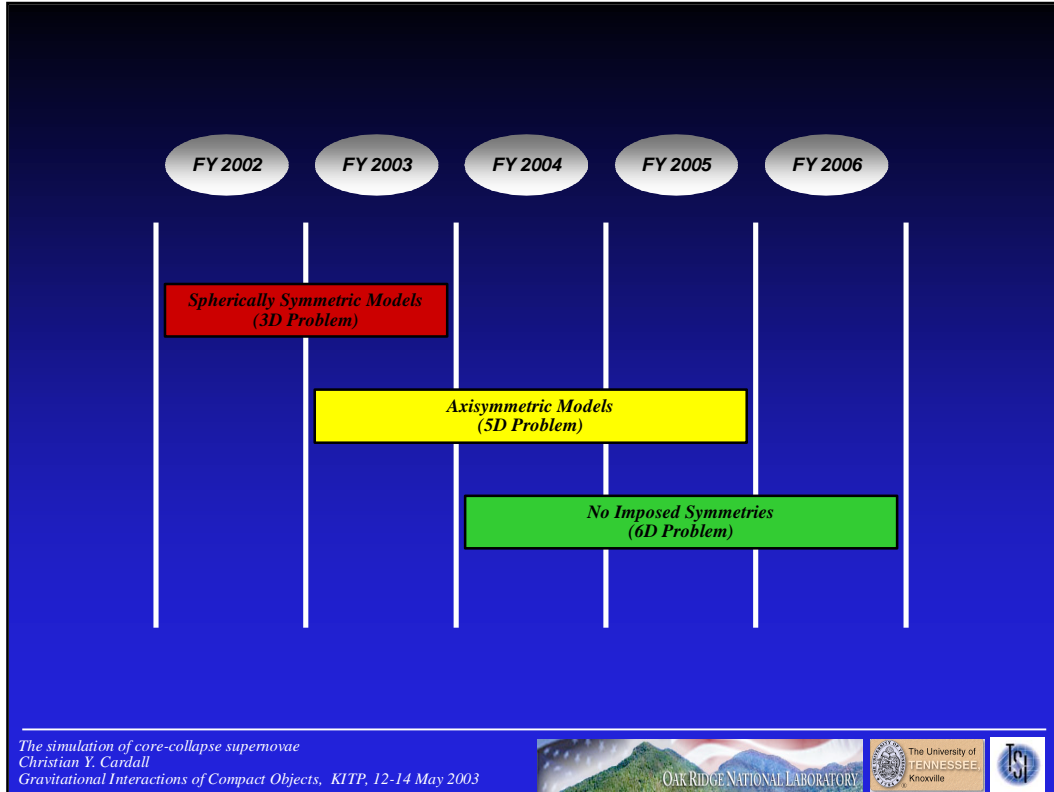 FY 2002
FY 2003
FY 2004
FY 2005
FY 2006
Spherically Symmetric Models
(3D Problem)
Axisymmetric Models
(5D Problem)
No Imposed Symmetries
(6D Problem)
The simulation of core-collapse supernovae
Christian Y. Cardall
Gravitational Interactions of Compact Objects, KITP, 12-14 May 2003
OAK RIDGE NATIONAL LABORATORY
The University of
TENNESSEE
Knoxville
TSI